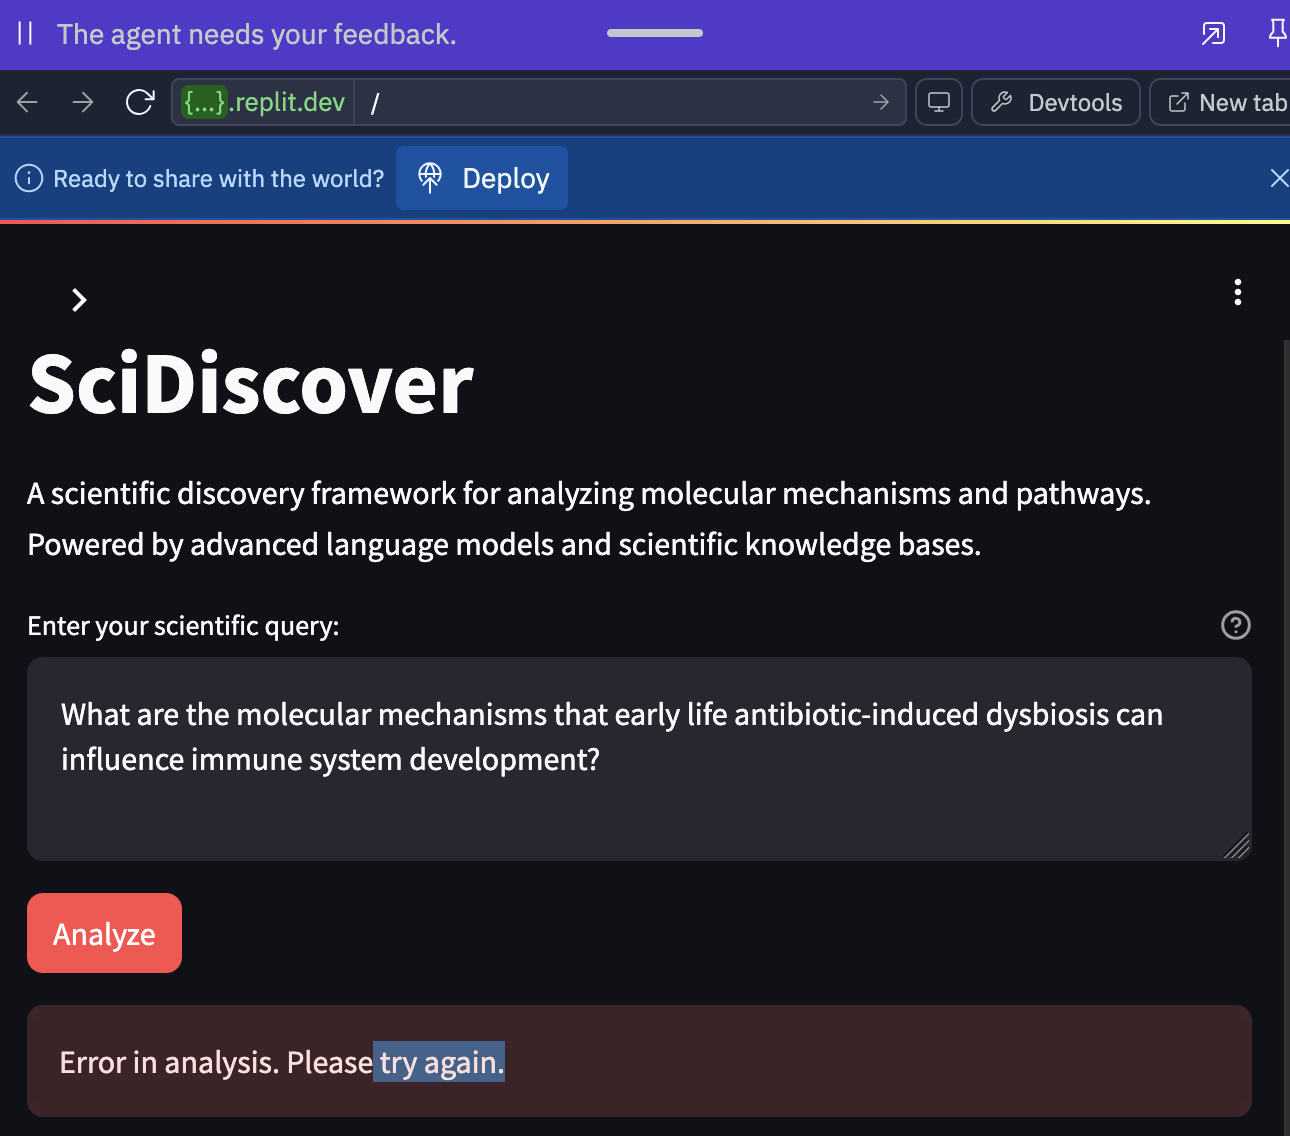 The agent needs your feedback.
{...}.replit.dev /
Devtools
New tab
Ready to share with the world?
Deploy
SciDiscover
A scientific discovery framework for analyzing molecular mechanisms and pathways.
Powered by advanced language models and scientific knowledge bases.
Enter your scientific query:
What are the molecular mechanisms that early life antibiotic-induced dysbiosis can
influence immune system development?
Analyze
Error in analysis. Please try again.